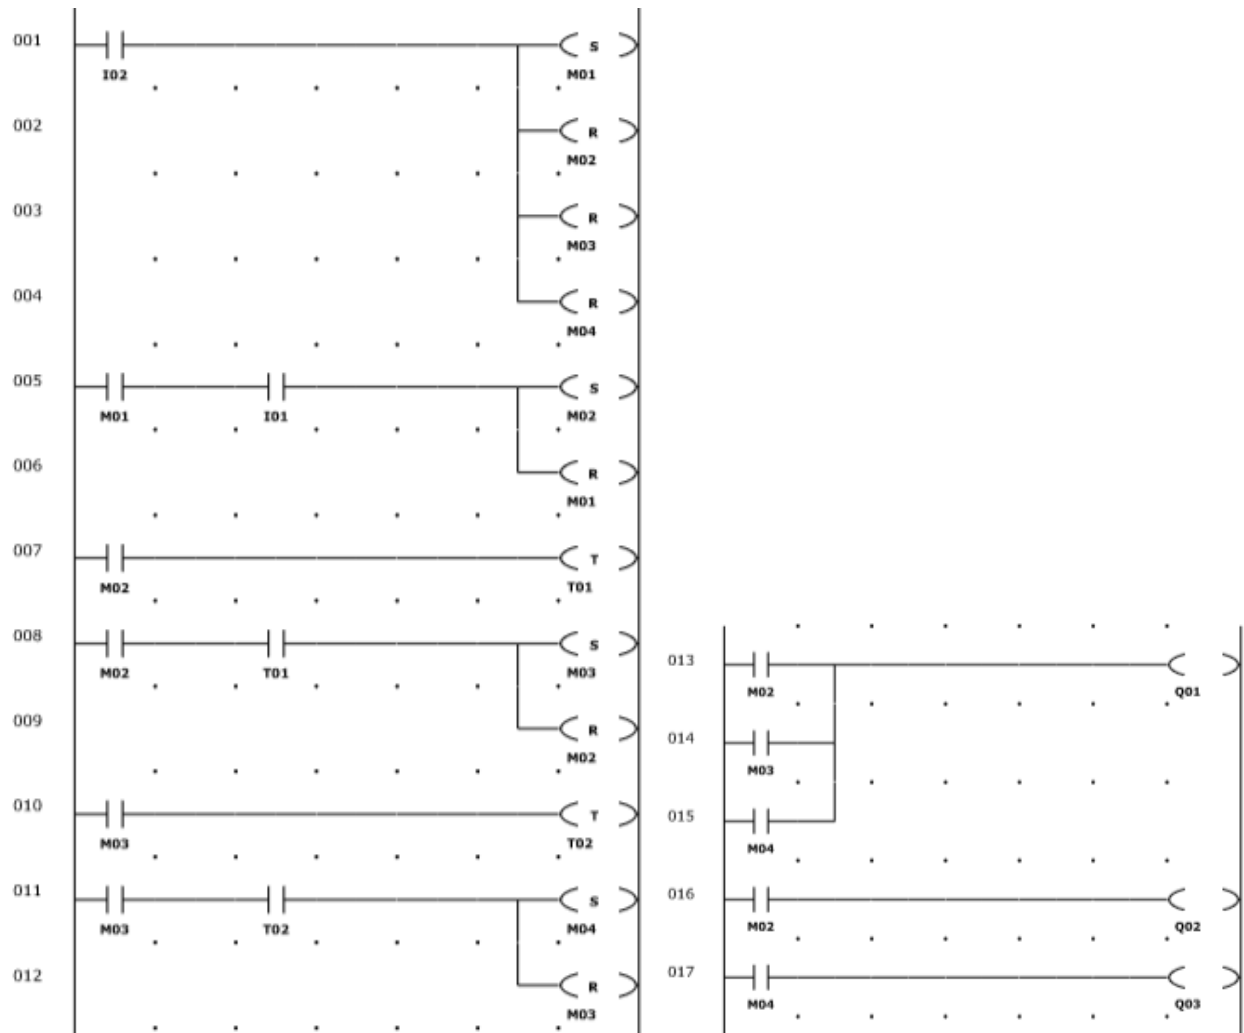 001 S
I02 M01
002 R
M02
003 R
M03
004 R
M04
005 S
M01 I01 M02
006 R
M01
007 T
M02 T01
008 S
M02 T01 M03
009 R
M02
010 T
M03 T02
011 S
M03 T02 M04
012 R
M03
013
M02 Q01
014
M03
015
M04
016
M02 Q02
017
M04 Q03